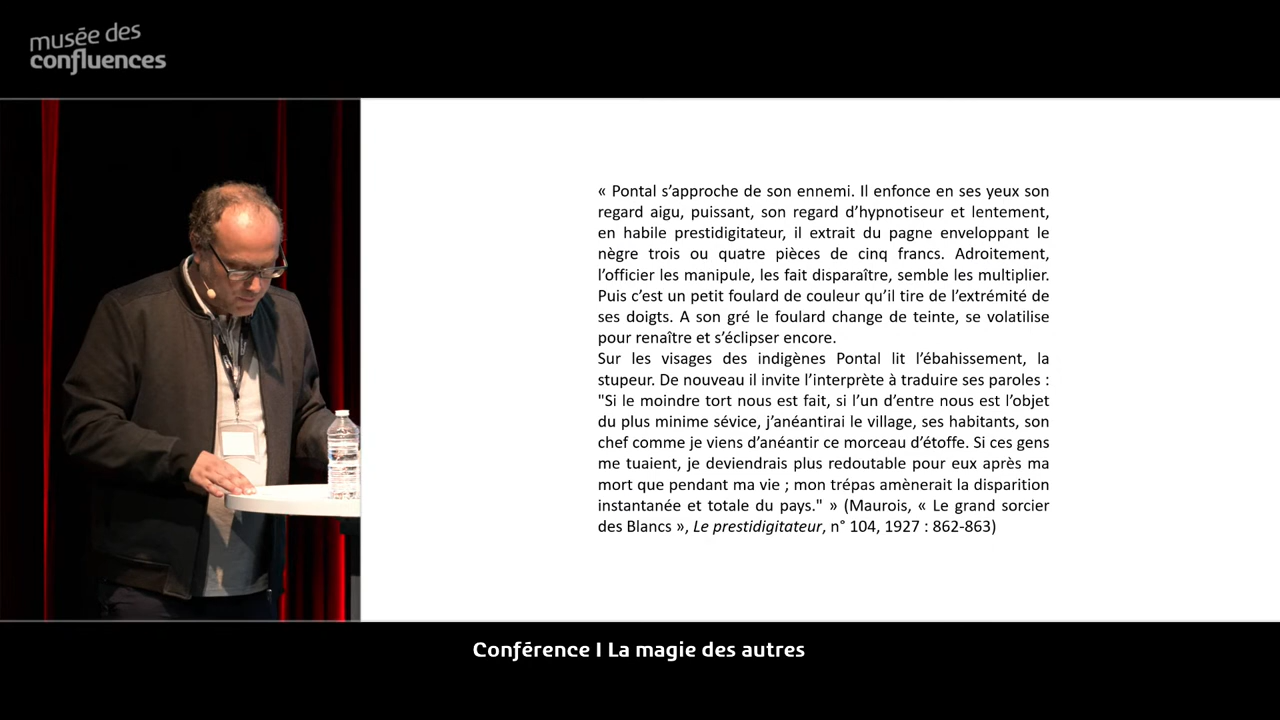 musée des
confluences
« Pontal s’approche de son ennemi. Il enfonce en ses yeux son
regard aigu, puissant, son regard d’hypnotiseur et lentement,
en habile prestidigitateur, il extrait du pagne enveloppant le
nègre trois ou quatre pièces de cinq francs. Adroitement,
l’officier les manipule, les fait disparaître, semble les multiplier.
Puis c’est un petit foulard de couleur qu’il tire de l’extrémité de
ses doigts. A son gré le foulard change de teinte, se volatilise
pour renaître et s’éclipser encore.
Sur les visages des indigènes Pontal lit l’ébahissement, la
stupeur. De nouveau il invite l’interprète à traduire ses paroles :
"Si le moindre tort nous est fait, si l’un d’entre nous est l’objet
du plus minime sévice, j’anéantirai le village, ses habitants, son
chef comme je viens d’anéantir ce morceau d’étoffe. Si ces gens
me tuaient, je deviendrais plus redoutable pour eux après ma
mort que pendant ma vie ; mon trépas amènerait la disparition
instantanée et totale du pays." » (Maurois, « Le grand sorcier
des Blancs », Le prestidigitateur, n° 104, 1927 : 862-863)
Conférence I La magie des autres